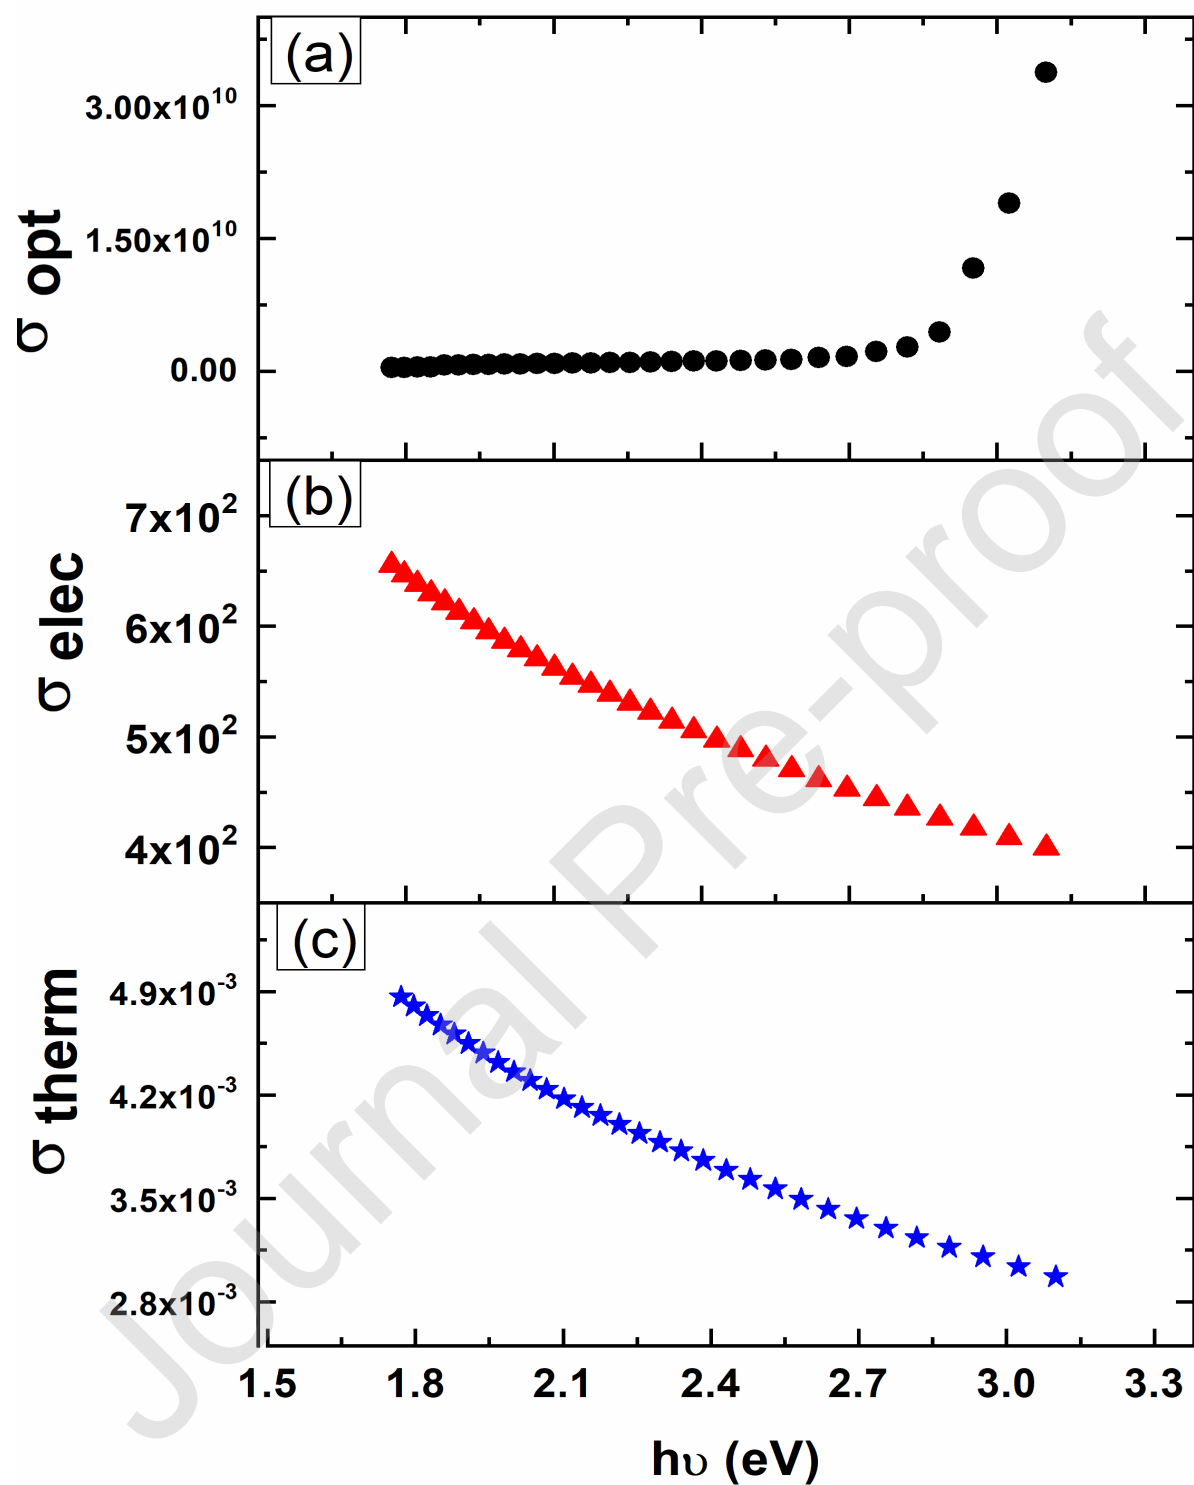 (a)
3.00x10¹⁰
1.50x10¹⁰
0.00
σ opt
(b)
7x10²
6x10²
5x10²
4x10²
σ elec
(c)
4.9x10⁻³
4.2x10⁻³
3.5x10⁻³
2.8x10⁻³
σ therm
1.5 1.8 2.1 2.4 2.7 3.0 3.3
hυ (eV)
Journal Pre-proof